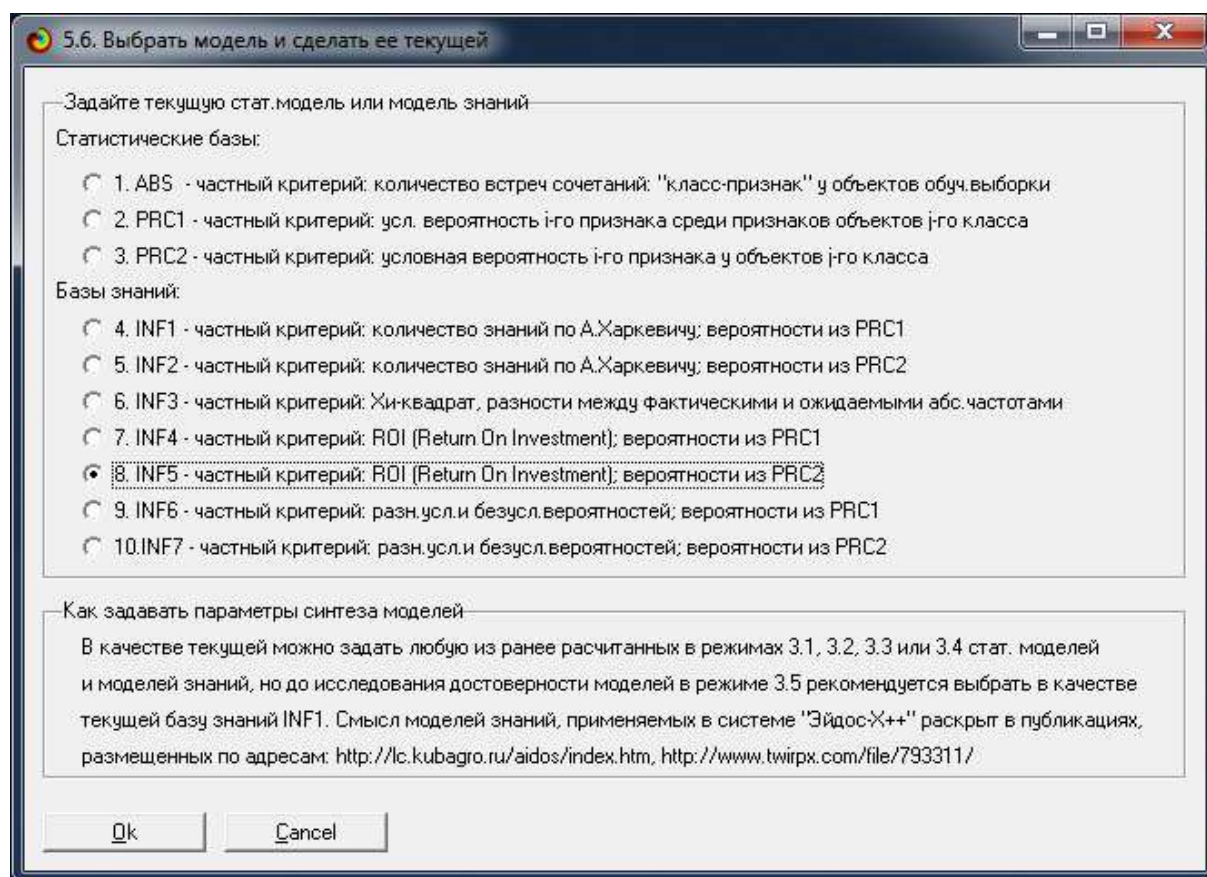 5.6. Выбрать модель и сделать ее текущей
Задайте текущую стат.модель или модель знаний
Статистические базы:
1. ABS - частный критерий: количество встреч сочетаний: "класс-признак" у объектов обуч.выборки
2. PRC1 - частный критерий: усл. вероятность i-го признака среди признаков объектов j-го класса
3. PRC2 - частный критерий: условная вероятность i-го признака у объектов j-го класса
Базы знаний:
4. INF1 - частный критерий: количество знаний по А.Харкевичу; вероятности из PRC1
5. INF2 - частный критерий: количество знаний по А.Харкевичу; вероятности из PRC2
6. INF3 - частный критерий: Хи-квадрат, разности между фактическими и ожидаемыми абс.частотами
7. INF4 - частный критерий: ROI (Return On Investment); вероятности из PRC1
8. INF5 - частный критерий: ROI (Return On Investment); вероятности из PRC2
9. INF6 - частный критерий: разн.усл.и безусл.вероятностей; вероятности из PRC1
10.INF7 - частный критерий: разн.усл.и безусл.вероятностей; вероятности из PRC2
Как задавать параметры синтеза моделей
В качестве текущей можно задать любую из ранее расчитанных в режимах 3.1, 3.2, 3.3 или 3.4 стат. моделей
и моделей знаний, но до исследования достоверности моделей в режиме 3.5 рекомендуется выбрать в качестве
текущей базу знаний INF1. Смысл моделей знаний, применяемых в системе "Эйдос-Х++" раскрыт в публикациях,
размещенных по адресам: http://lc.kubagro.ru/aidos/index.htm, http://www.twirpx.com/file/793311/
Ok
Cancel